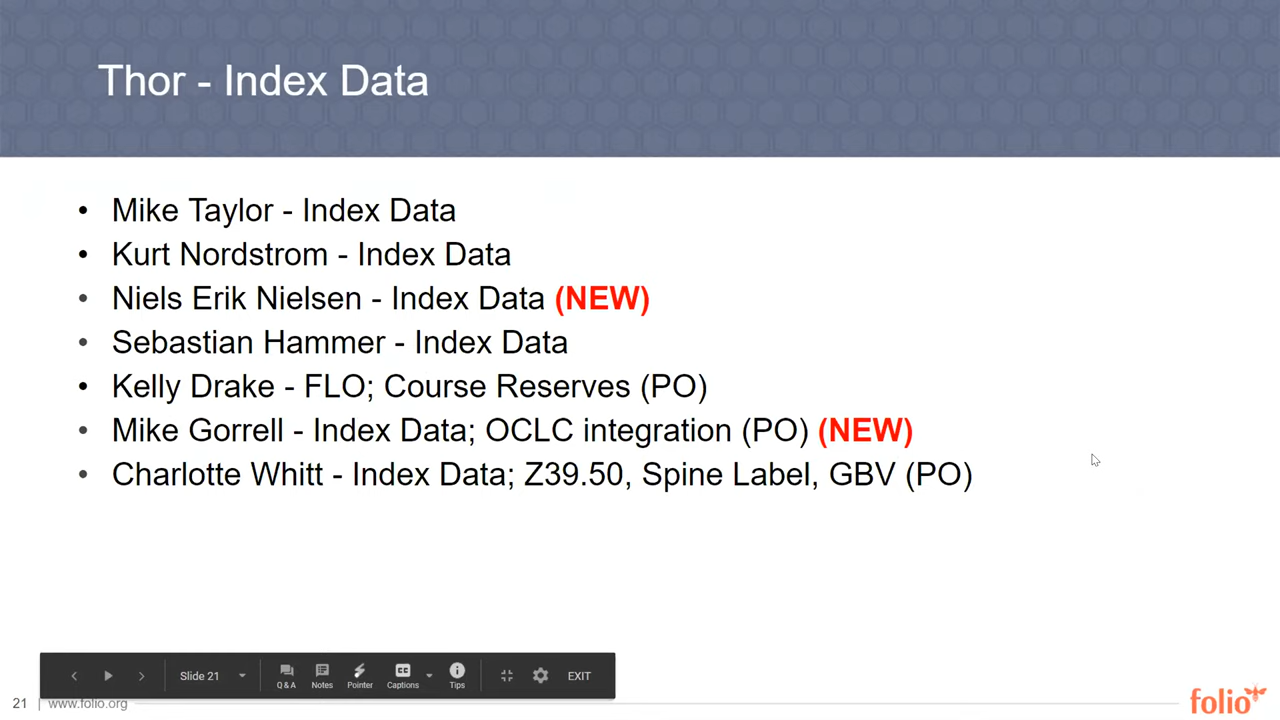 Thor - Index Data
• Mike Taylor - Index Data
• Kurt Nordstrom - Index Data
• Niels Erik Nielsen - Index Data (NEW)
• Sebastian Hammer - Index Data
• Kelly Drake - FLO; Course Reserves (PO)
• Mike Gorrell - Index Data; OCLC integration (PO) (NEW)
• Charlotte Whitt - Index Data; Z39.50, Spine Label, GBV (PO)
Slide 21
Q & A
Notes
Pointer
CC
Captions
Tips
EXIT
21 | www.folio.org
folio